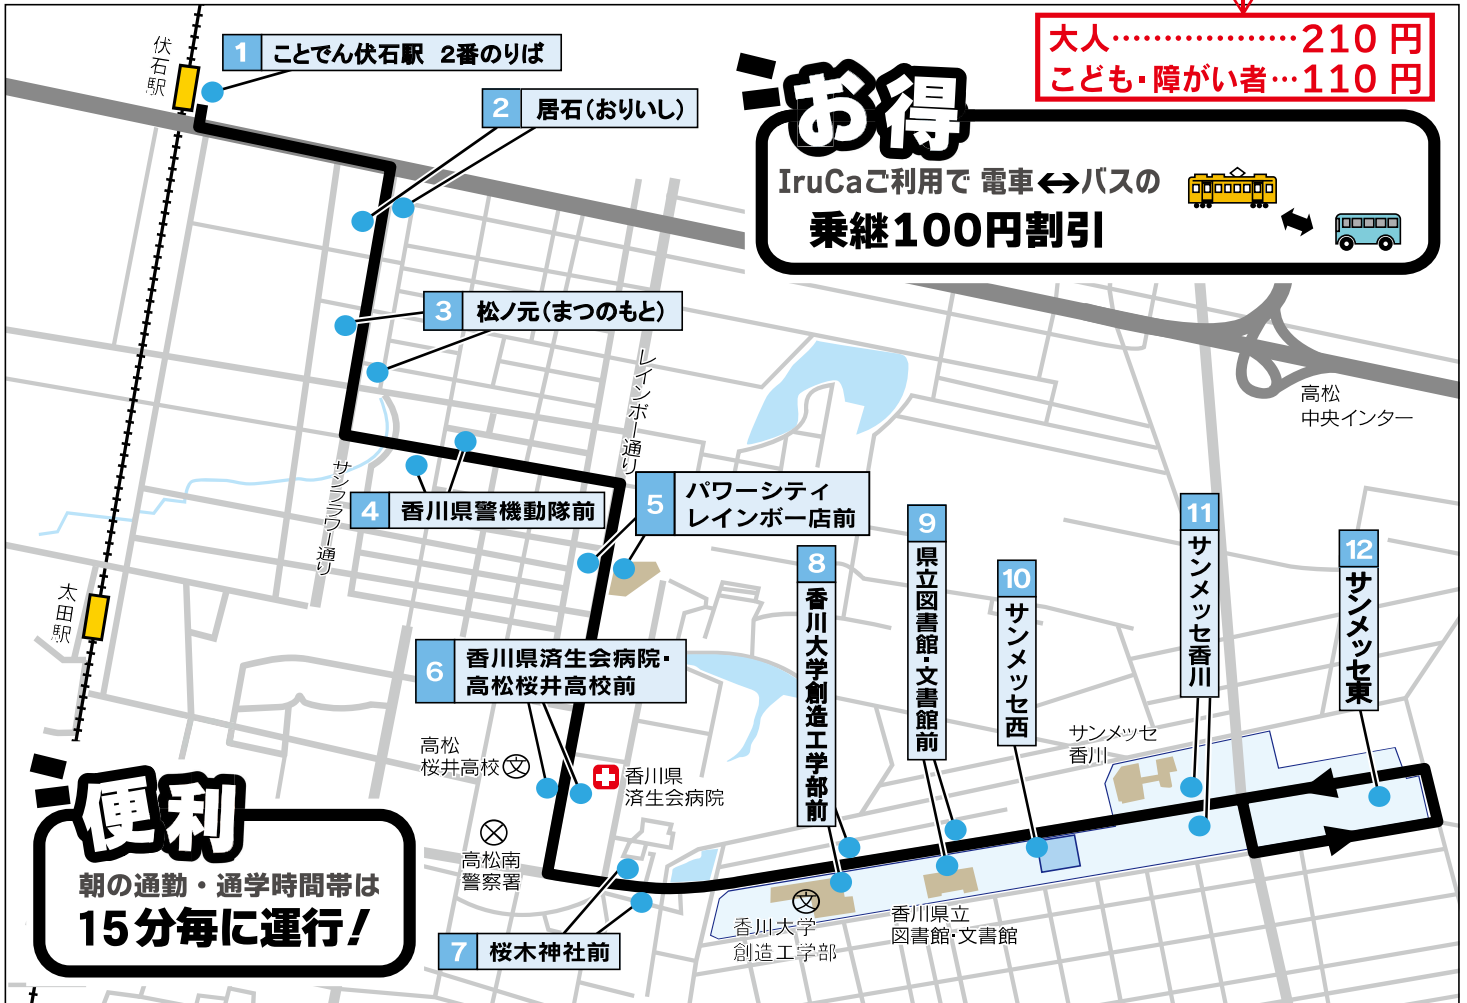 大人………………210 円
こども・障がい者…110 円
お得
IruCaご利用で 電車↔バスの
乗継100円割引
伏石駅
1 ことでん伏石駅 2番のりば
2 居石(おりいし)
3 松ノ元(まつのもと)
レインボー通り
高松
中央インター
サンフラワー通り
4 香川県警機動隊前
5 パワーシティ
レインボー店前
太田駅
6 香川県済生会病院・
高松桜井高校前
8 香川大学創造工学部前
9 県立図書館・文書館前
10 サンメッセ西
11 サンメッセ香川
12 サンメッセ東
サンメッセ
香川
高松
桜井高校
文
香川県
済生会病院
高松南
警察署
7 桜木神社前
文
香川大学
創造工学部
香川県立
図書館・文書館
便利
朝の通勤・通学時間帯は
15分毎に運行!